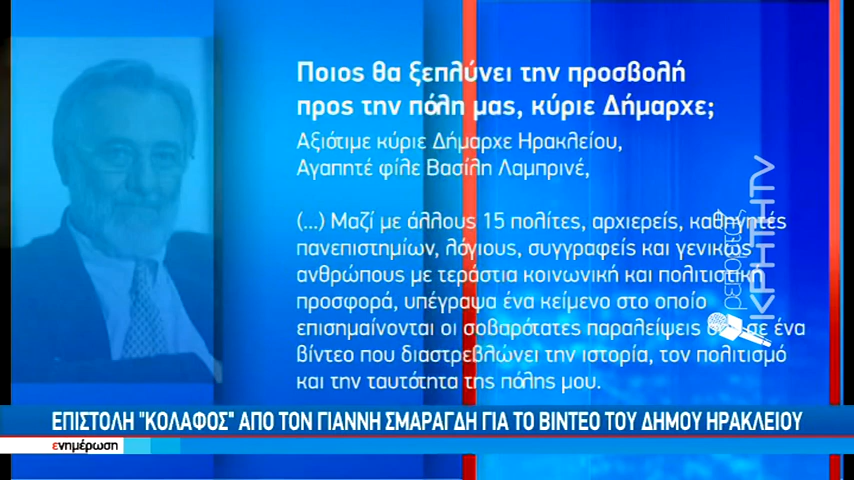 Ποιος θα ξεπλύνει την προσβολή
προς την πόλη μας, κύριε Δήμαρχε;
Αξιότιμε κύριε Δήμαρχε Ηρακλείου,
Αγαπητέ φίλε Βασίλη Λαμπρινέ,
(...) Μαζί με άλλους 15 πολίτες, αρχιερείς, καθηγητές
πανεπιστημίων, λόγιους, συγγραφείς και γενικώς
ανθρώπους με τεράστια κοινωνική και πολιτιστική
προσφορά, υπέγραψα ένα κείμενο στο οποίο
επισημαίνονται οι σοβαρότατες παραλείψεις σε ένα
βίντεο που διαστρεβλώνει την ιστορία, τον πολιτισμό
και την ταυτότητα της πόλης μου.
ρεπορτάζ
ΚΡΗΤΗTV
ΕΠΙΣΤΟΛΗ "ΚΟΛΑΦΟΣ" ΑΠΟ ΤΟΝ ΓΙΑΝΝΗ ΣΜΑΡΑΓΔΗ ΓΙΑ ΤΟ ΒΙΝΤΕΟ ΤΟΥ ΔΗΜΟΥ ΗΡΑΚΛΕΙΟΥ
ενημέρωση